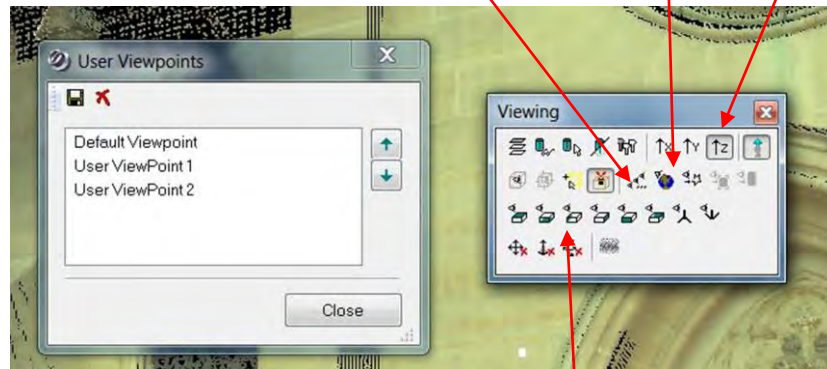 User Viewpoints
Default Viewpoint
User ViewPoint 1
User ViewPoint 2
Close
Viewing
X Y Z